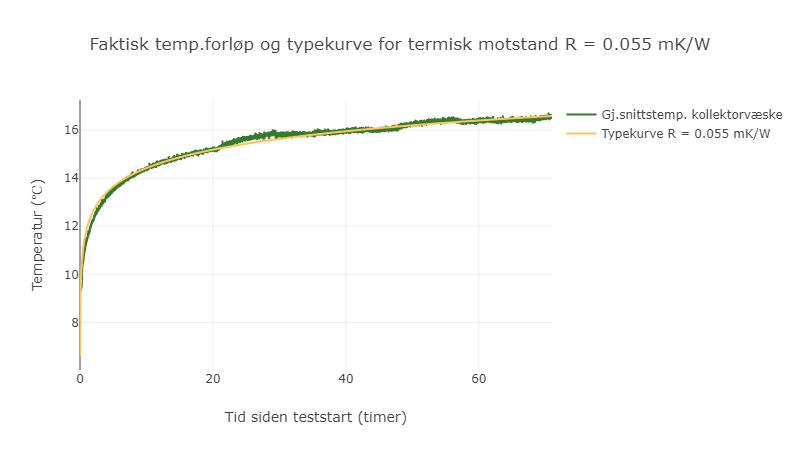 Faktisk temp.forløp og typekurve for termisk motstand R = 0.055 mK/W
Gj.snittstemp. kollektorvæske
Typekurve R = 0.055 mK/W
Temperatur (℃)
16
14
12
10
8
0
20
40
60
Tid siden teststart (timer)